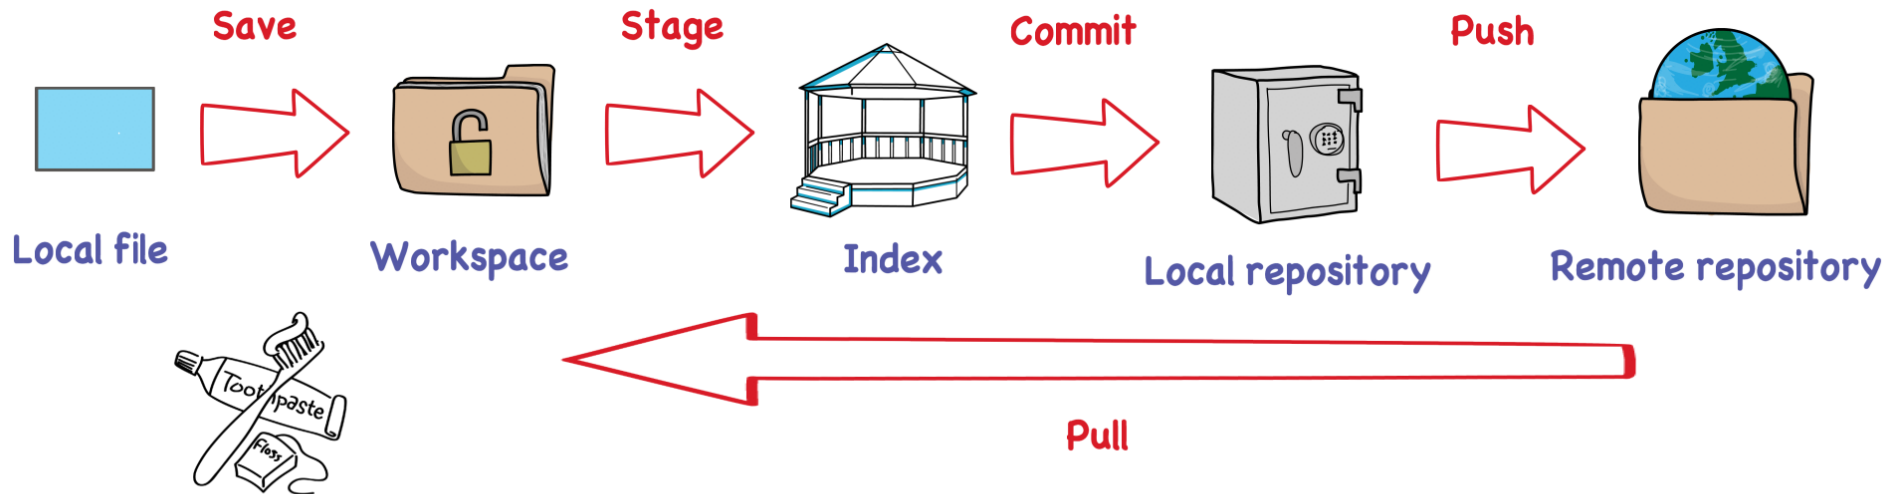 Save
Stage
Commit
Push
Local file
Workspace
Index
Local repository
Remote repository
Toothpaste
Floss
Pull